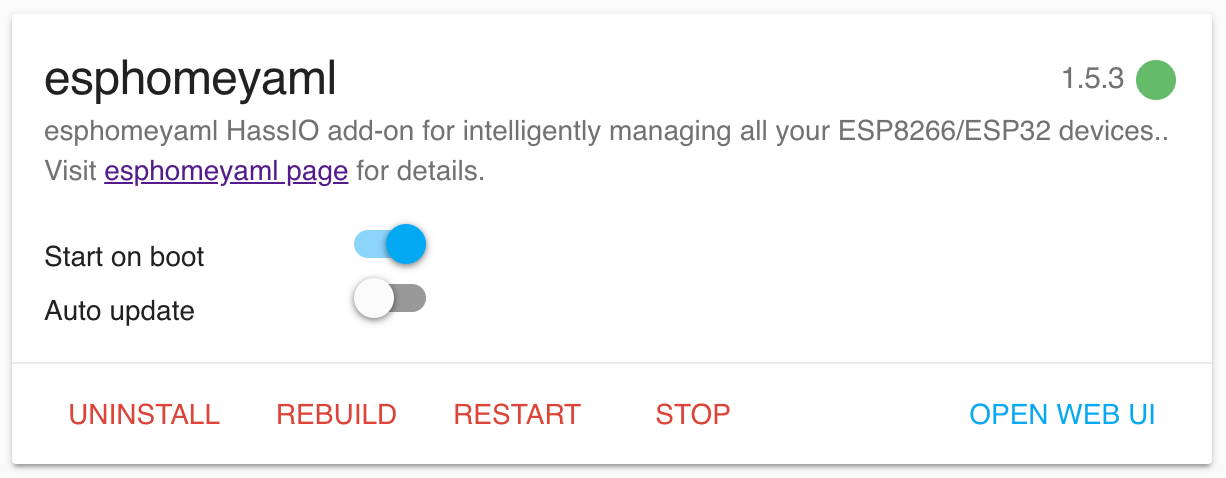 esphomeyaml
1.5.3
esphomeyaml HassIO add-on for intelligently managing all your ESP8266/ESP32 devices..
Visit esphomeyaml page for details.
Start on boot
Auto update
UNINSTALL REBUILD RESTART STOP OPEN WEB UI